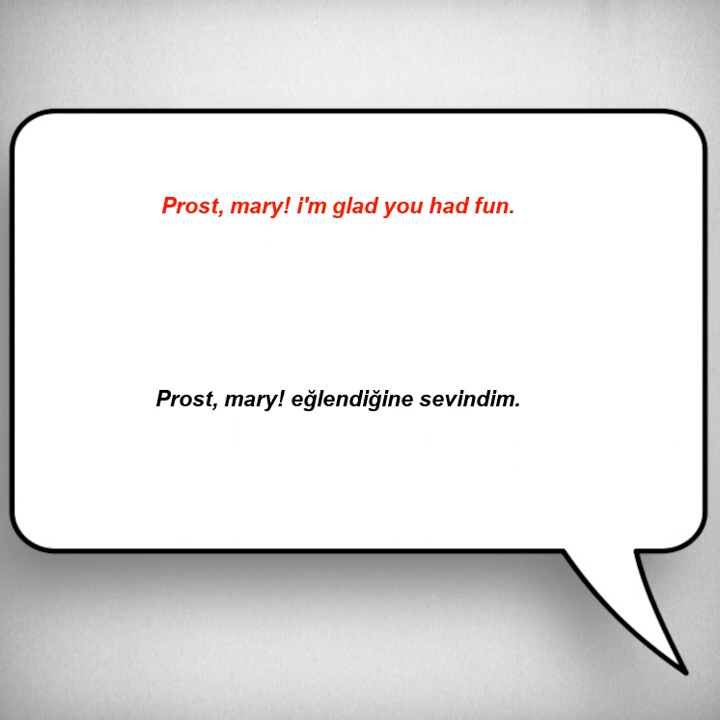 Prost, mary! i'm glad you had fun.
Prost, mary! eğlendiğine sevindim.